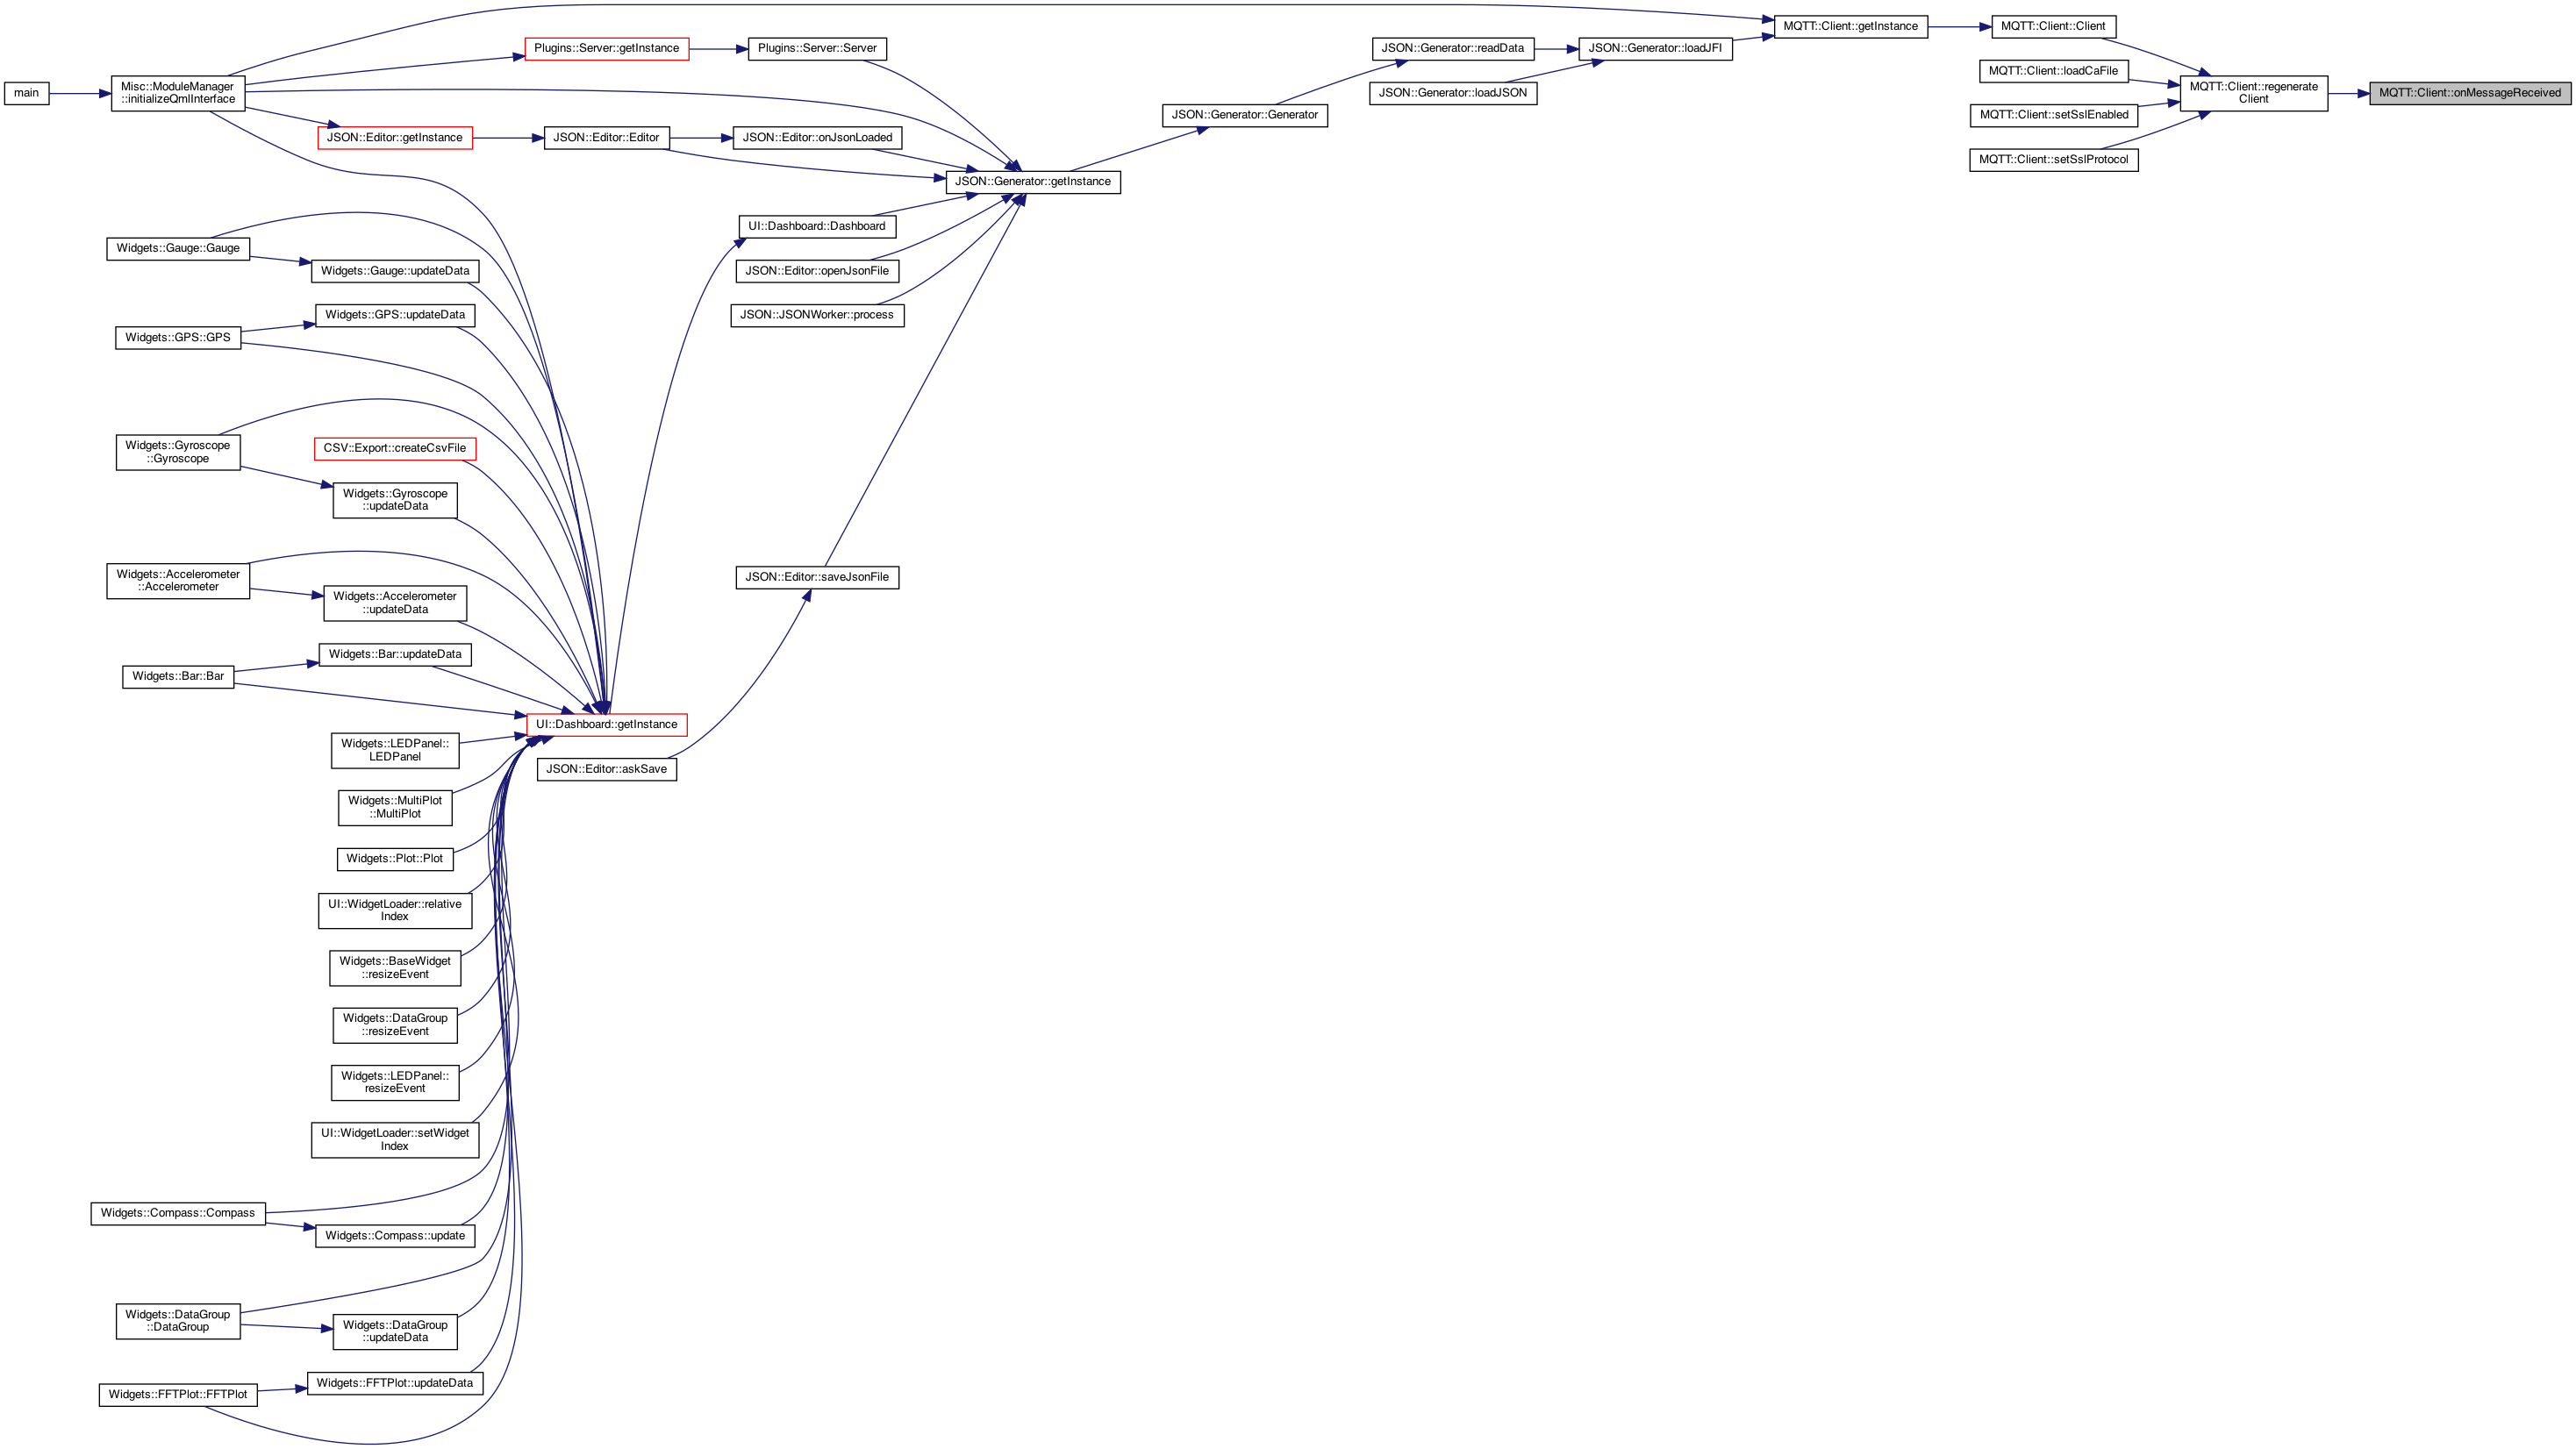 main
Misc::ModuleManager
::initializeQmlInterface
Plugins::Server::getInstance
Plugins::Server::Server
JSON::Editor::getInstance
JSON::Editor::Editor
JSON::Editor::onJsonLoaded
JSON::Generator::getInstance
JSON::Generator::Generator
JSON::Generator::readData
JSON::Generator::loadJSON
JSON::Generator::loadJFI
MQTT::Client::getInstance
MQTT::Client::Client
MQTT::Client::loadCaFile
MQTT::Client::setSslEnabled
MQTT::Client::setSslProtocol
MQTT::Client::regenerate
Client
MQTT::Client::onMessageReceived
UI::Dashboard::Dashboard
JSON::Editor::openJsonFile
JSON::JSONWorker::process
JSON::Editor::saveJsonFile
JSON::Editor::askSave
UI::Dashboard::getInstance
Widgets::Gauge::Gauge
Widgets::Gauge::updateData
Widgets::GPS::updateData
Widgets::GPS::GPS
Widgets::Gyroscope
::Gyroscope
CSV::Export::createCsvFile
Widgets::Gyroscope
::updateData
Widgets::Accelerometer
::Accelerometer
Widgets::Accelerometer
::updateData
Widgets::Bar::updateData
Widgets::Bar::Bar
Widgets::LEDPanel::
LEDPanel
Widgets::MultiPlot
::MultiPlot
Widgets::Plot::Plot
UI::WidgetLoader::relative
Index
Widgets::BaseWidget
::resizeEvent
Widgets::DataGroup
::resizeEvent
Widgets::LEDPanel::
resizeEvent
UI::WidgetLoader::setWidget
Index
Widgets::Compass::Compass
Widgets::Compass::update
Widgets::DataGroup
::DataGroup
Widgets::DataGroup
::updateData
Widgets::FFTPlot::updateData
Widgets::FFTPlot::FFTPlot